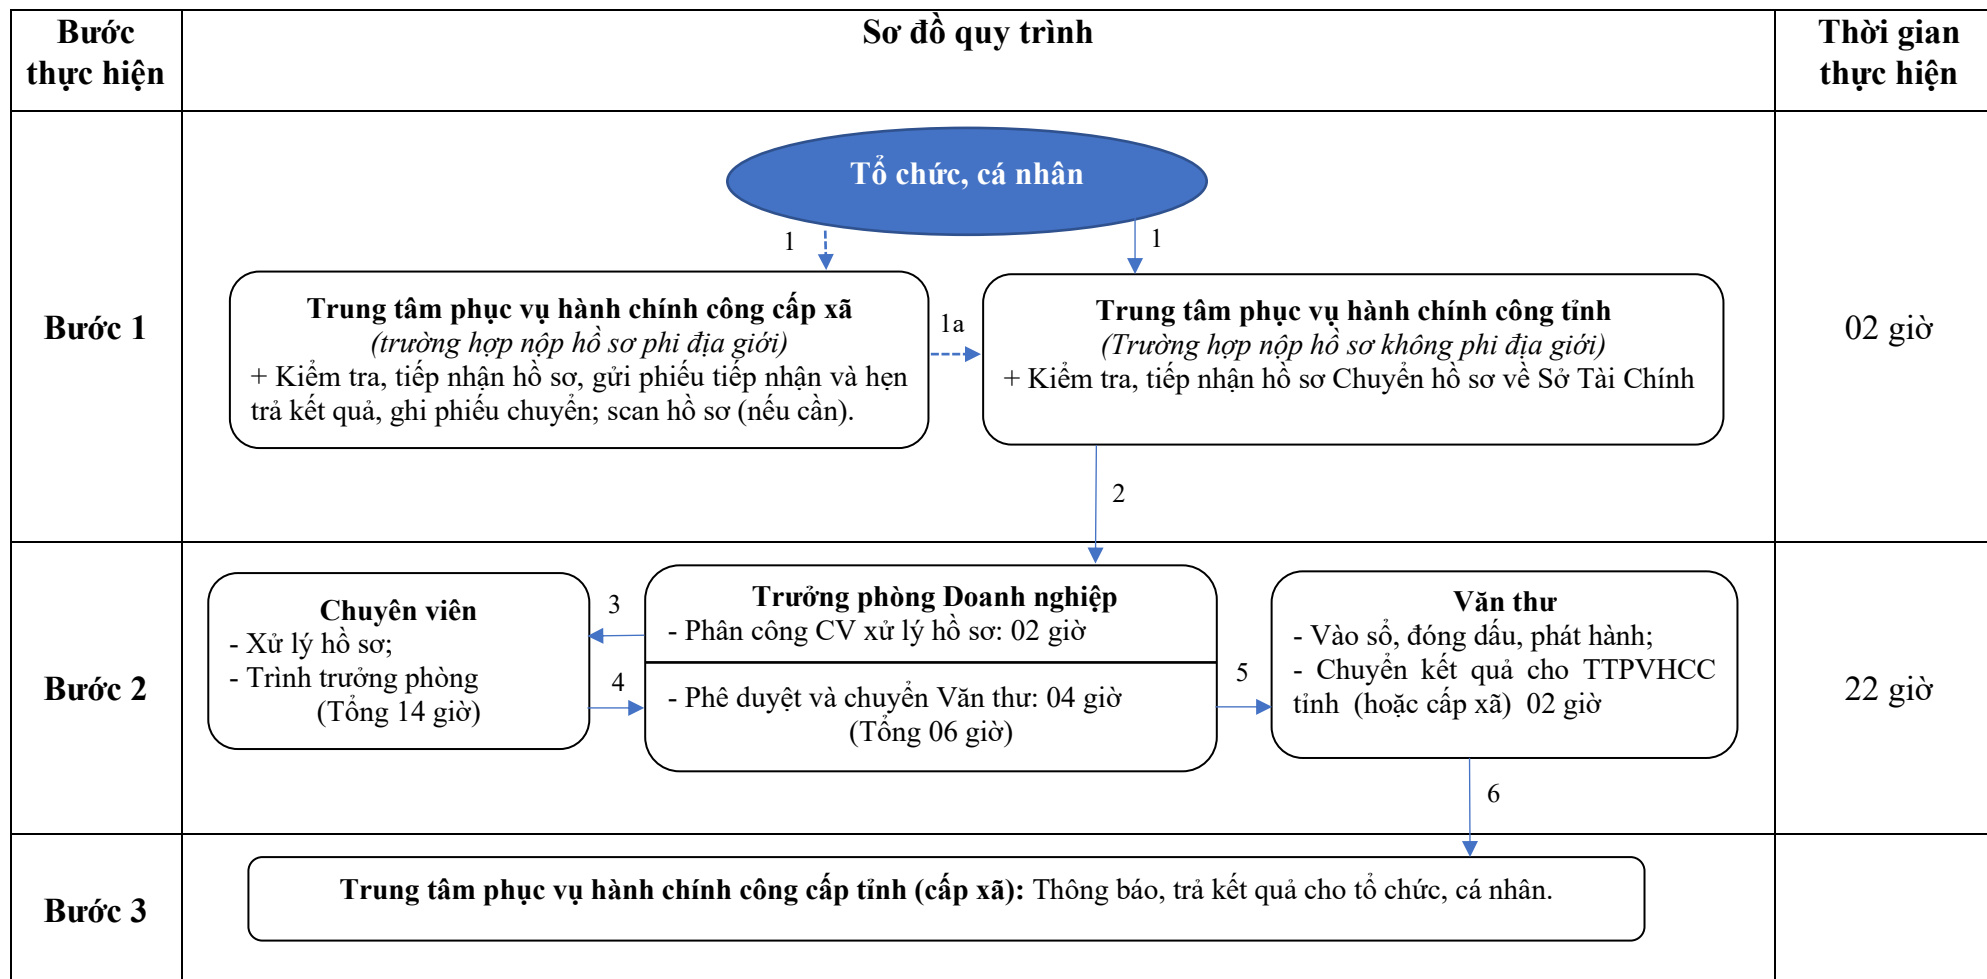 Bước
thực hiện
Sơ đồ quy trình
Thời gian
thực hiện
Bước 1
Tổ chức, cá nhân
1
1
Trung tâm phục vụ hành chính công cấp xã
(trường hợp nộp hồ sơ phi địa giới)
+ Kiểm tra, tiếp nhận hồ sơ, gửi phiếu tiếp nhận và hẹn
trả kết quả, ghi phiếu chuyển; scan hồ sơ (nếu cần).
1a
Trung tâm phục vụ hành chính công tỉnh
(Trường hợp nộp hồ sơ không phi địa giới)
+ Kiểm tra, tiếp nhận hồ sơ Chuyển hồ sơ về Sở Tài Chính
02 giờ
2
Bước 2
Chuyên viên
- Xử lý hồ sơ;
- Trình trưởng phòng
(Tổng 14 giờ)
3
4
Trưởng phòng Doanh nghiệp
- Phân công CV xử lý hồ sơ: 02 giờ
- Phê duyệt và chuyển Văn thư: 04 giờ
(Tổng 06 giờ)
5
Văn thư
- Vào sổ, đóng dấu, phát hành;
- Chuyển kết quả cho TTPVHCC
tỉnh (hoặc cấp xã) 02 giờ
22 giờ
6
Bước 3
Trung tâm phục vụ hành chính công cấp tỉnh (cấp xã): Thông báo, trả kết quả cho tổ chức, cá nhân.